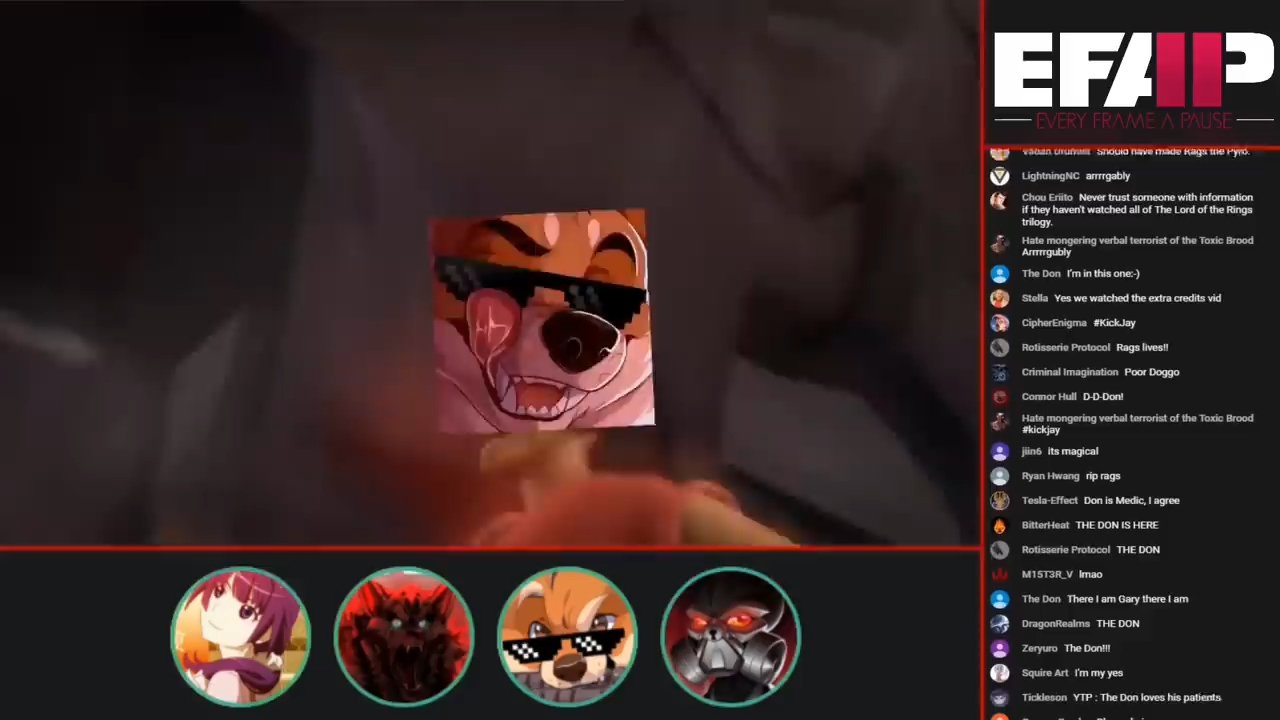 EFAP
EVERY FRAME A PAUSE
Should have made Rags the Pyro.
LightningNC arrrrgably
Chou Eriito Never trust someone with information
if they haven't watched all of The Lord of the Rings
trilogy.
Hate mongering verbal terrorist of the Toxic Brood
Arrrrrgubly
The Don I'm in this one:-)
Stella Yes we watched the extra credits vid
CipherEnigma #KickJay
Rotisserie Protocol Rags lives!!
Criminal Imagination Poor Doggo
Connor Hull D-D-Don!
Hate mongering verbal terrorist of the Toxic Brood
#kickjay
jiin6 its magical
Ryan Hwang rip rags
Tesla-Effect Don is Medic, I agree
BitterHeat THE DON IS HERE
Rotisserie Protocol THE DON
M15T3R_V lmao
The Don There I am Gary there I am
DragonRealms THE DON
Zeryuro The Don!!!
Squire Art I'm my yes
Tickleson YTP : The Don loves his patients